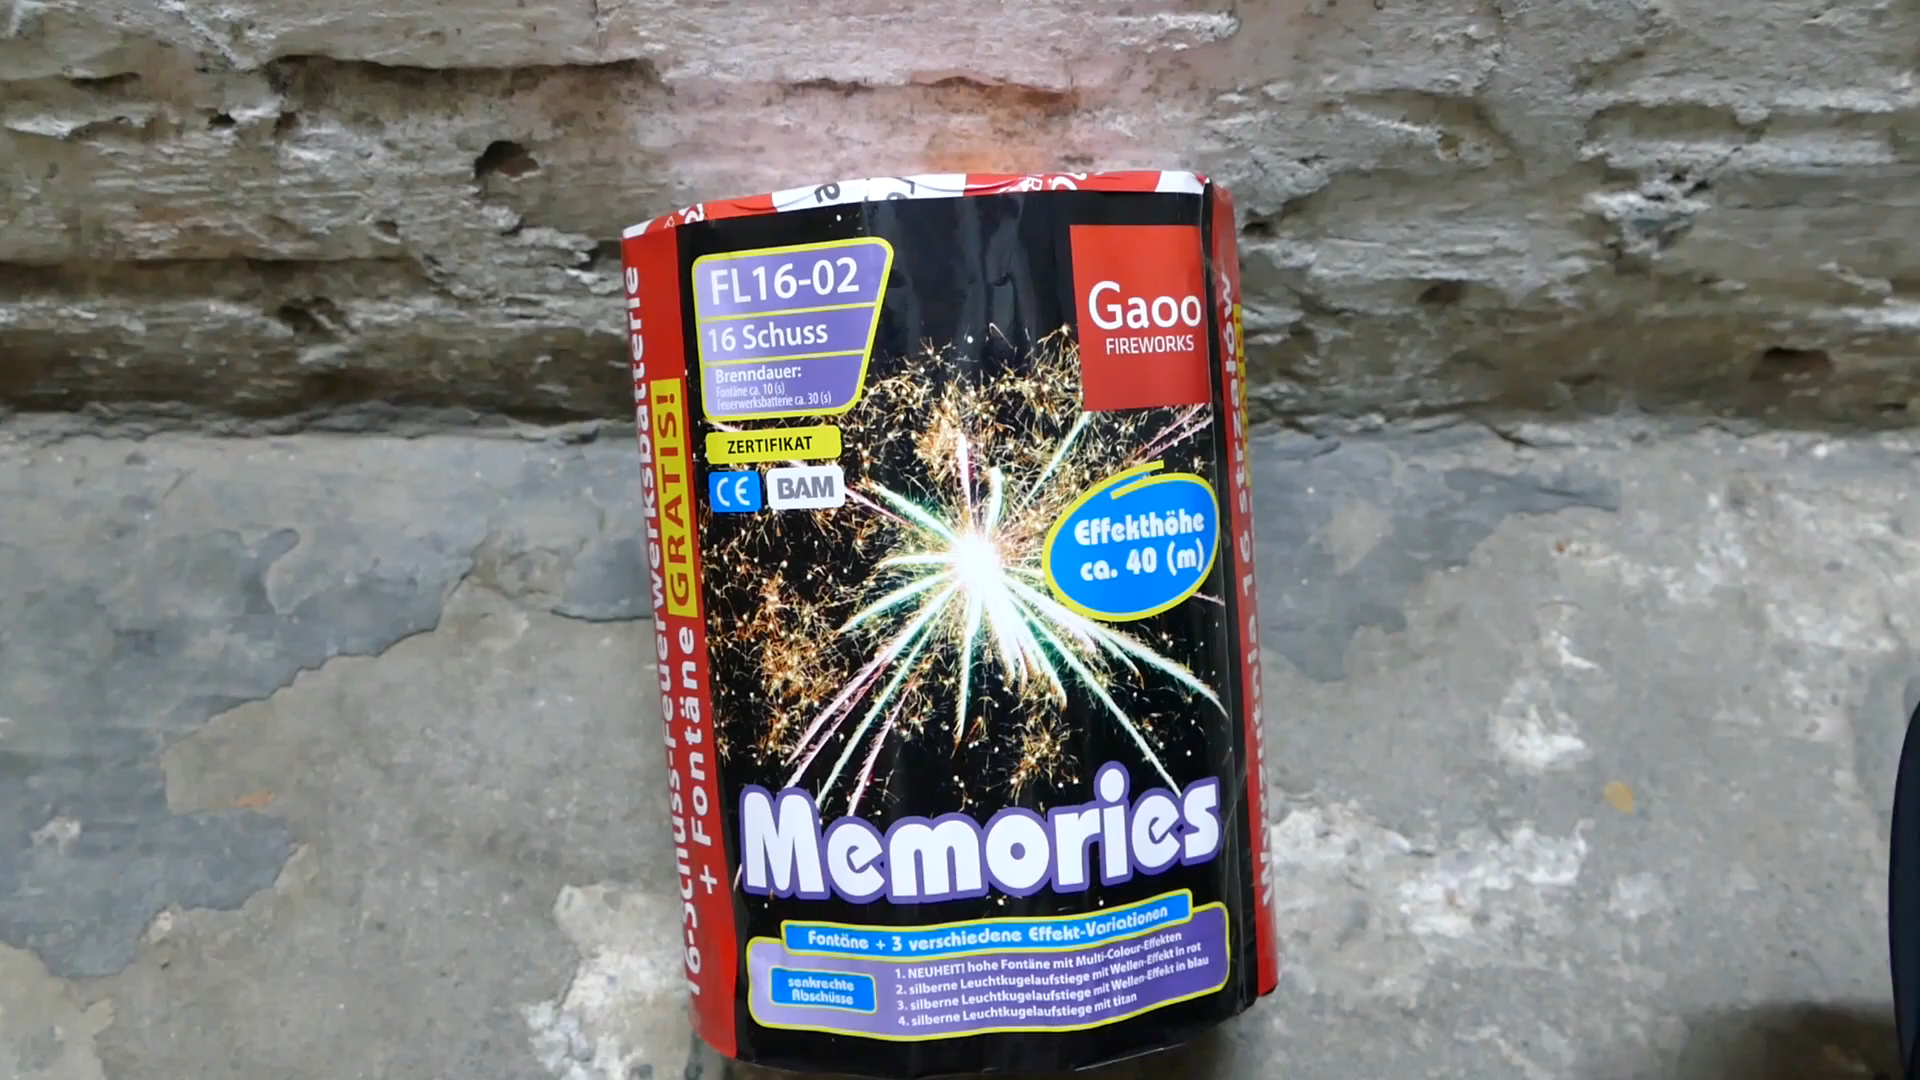 FL16-02
16 Schuss
Brenndauer:
Fontäne ca. 10 (s)
Feuerwerksbatterie ca. 30 (s)
ZERTIFIKAT
CE BAM
Gaoo
FIREWORKS
Effekthöhe
ca. 40 (m)
16-Schuss-Feuerwerksbatterie
+ Fontäne GRATIS!
Memories
Fontäne + 3 verschiedene Effekt-Variationen
senkrechte
Abschüsse
1. NEUHEIT! hohe Fontäne mit Multi-Colour-Effekten
2. silberne Leuchtkugelaufstiege mit Wellen-Effekt in rot
3. silberne Leuchtkugelaufstiege mit Wellen-Effekt in blau
4. silberne Leuchtkugelaufstiege mit titan
16 strzałów